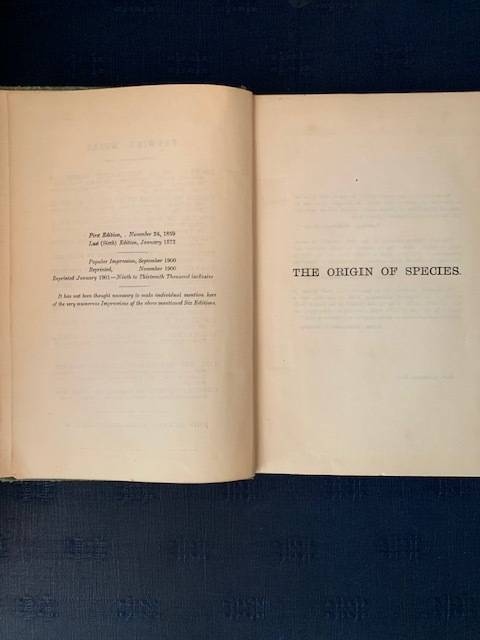 First Edition, . November 24, 1859
Last (Sixth) Edition, January 1872
Popular Impression, September 1900
Reprinted, November 1900
Reprinted January 1901—Ninth to Thirteenth Thousand inclusive
It has not been thought necessary to make individual mention here
of the very numerous Impressions of the above mentioned Six Editions.
THE ORIGIN OF SPECIES.